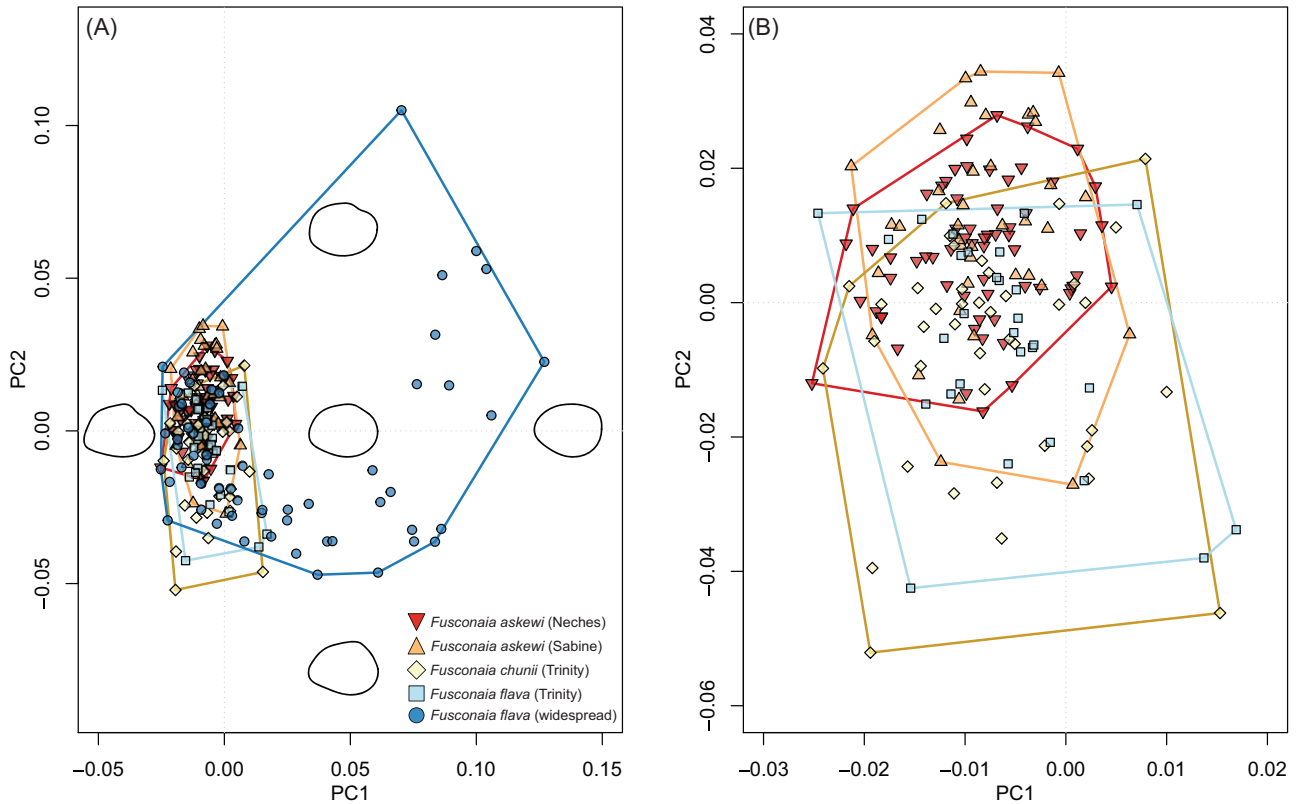 (A)
0.10
0.05
0.00
−0.05
PC2
−0.05 0.00 0.05 0.10 0.15
PC1
Fusconaia askewi (Neches)
Fusconaia askewi (Sabine)
Fusconaia chunii (Trinity)
Fusconaia flava (Trinity)
Fusconaia flava (widespread)
(B)
0.04
0.02
0.00
−0.02
−0.04
−0.06
PC2
−0.03 −0.02 −0.01 0.00 0.01 0.02
PC1